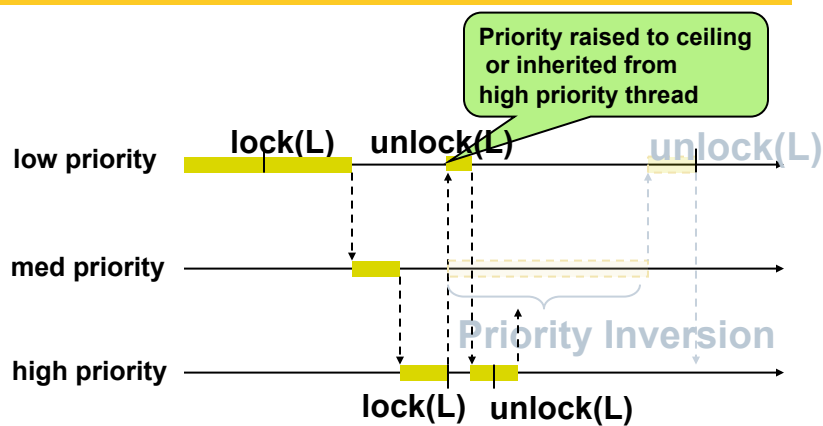 Priority raised to ceiling
or inherited from
high priority thread
lock(L) unlock(L) unlock(L)
low priority
med priority
Priority Inversion
high priority
lock(L) unlock(L)